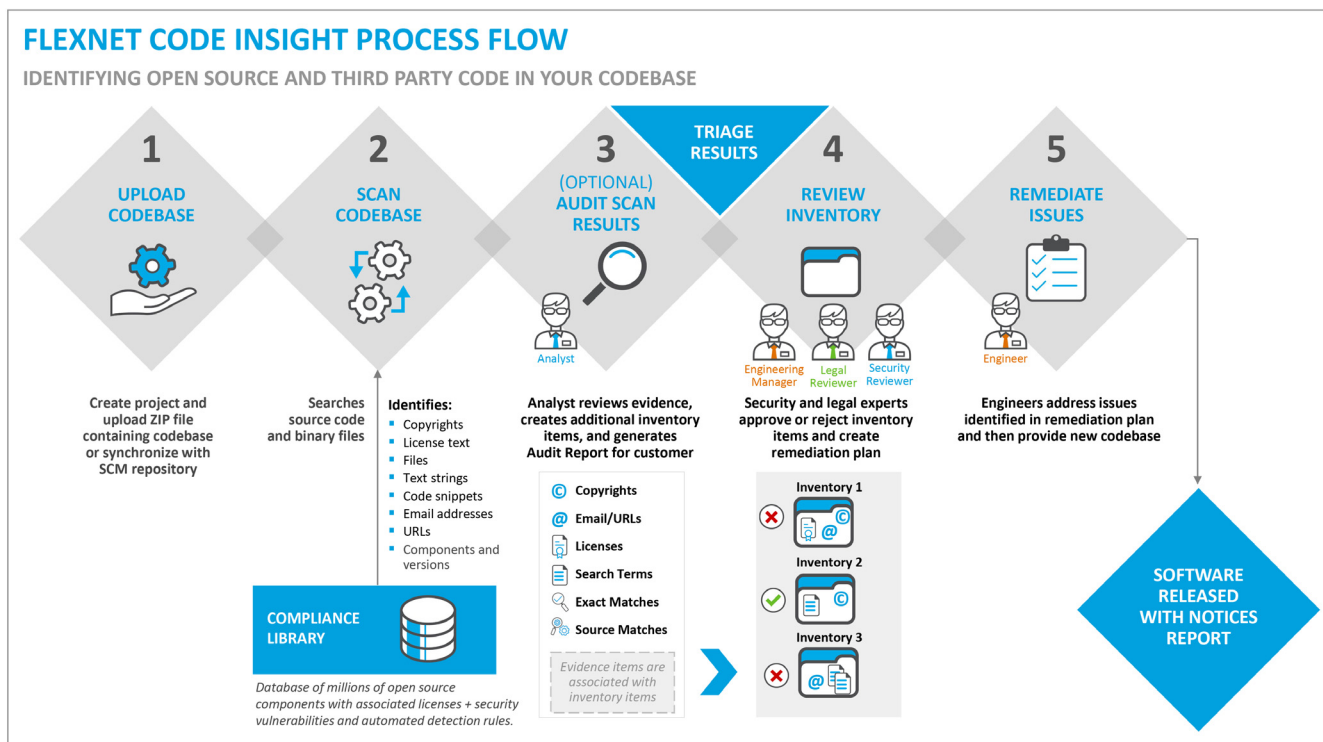 FLEXNET CODE INSIGHT PROCESS FLOW
IDENTIFYING OPEN SOURCE AND THIRD PARTY CODE IN YOUR CODEBASE
1
UPLOAD
CODEBASE
2
SCAN
CODEBASE
3
(OPTIONAL)
AUDIT SCAN
RESULTS
Analyst
TRIAGE
RESULTS
4
REVIEW
INVENTORY
Engineering
Manager
Legal
Reviewer
Security
Reviewer
5
REMEDIATE
ISSUES
Engineer
Create project and
upload ZIP file
containing codebase
or synchronize with
SCM repository
Searches
source code
and binary files
Identifies:
Copyrights
License text
Files
Text strings
Code snippets
Email addresses
URLs
Components and
versions
COMPLIANCE
LIBRARY
Database of millions of open source
components with associated licenses + security
vulnerabilities and automated detection rules.
Analyst reviews evidence,
creates additional inventory
items, and generates
Audit Report for customer
© Copyrights
@ Email/URLs
Licenses
Search Terms
Exact Matches
Source Matches
Evidence items are
associated with
inventory items
Security and legal experts
approve or reject inventory
items and create
remediation plan
Inventory 1
©
@
Inventory 2
©
Inventory 3
@
Engineers address issues
identified in remediation plan
and then provide new codebase
SOFTWARE
RELEASED
WITH NOTICES
REPORT